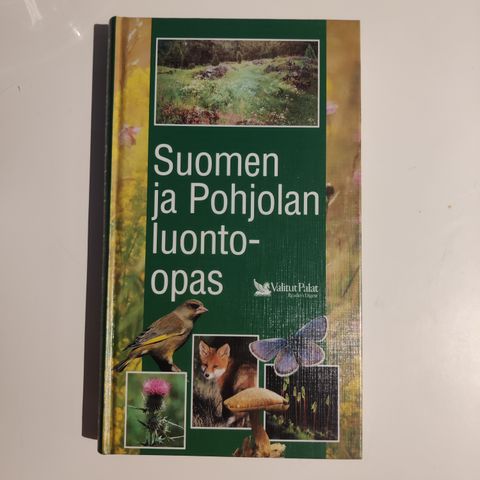 Suomen
ja Pohjolan
luonto-
opas
Valitut Palat
Reader's Digest